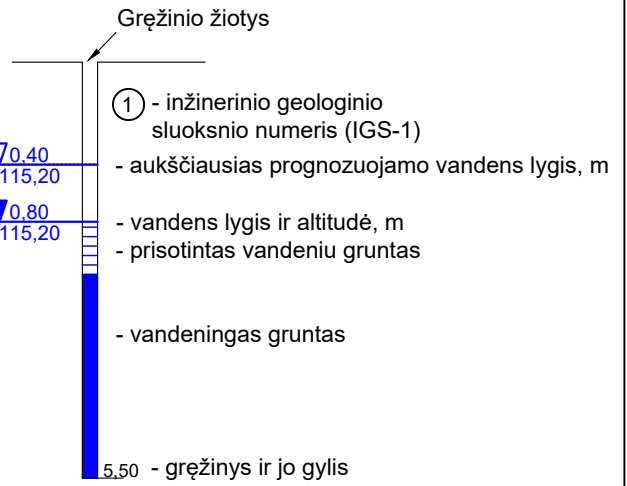 Gręžinio žiotys
1 - inžinerinio geologinio
sluoksnio numeris (IGS-1)
0,40
115,20
- aukščiausias prognozuojamo vandens lygis, m
0,80
115,20
- vandens lygis ir altitudė, m
- prisotintas vandeniu gruntas
- vandeningas gruntas
5,50 - gręžinys ir jo gylis